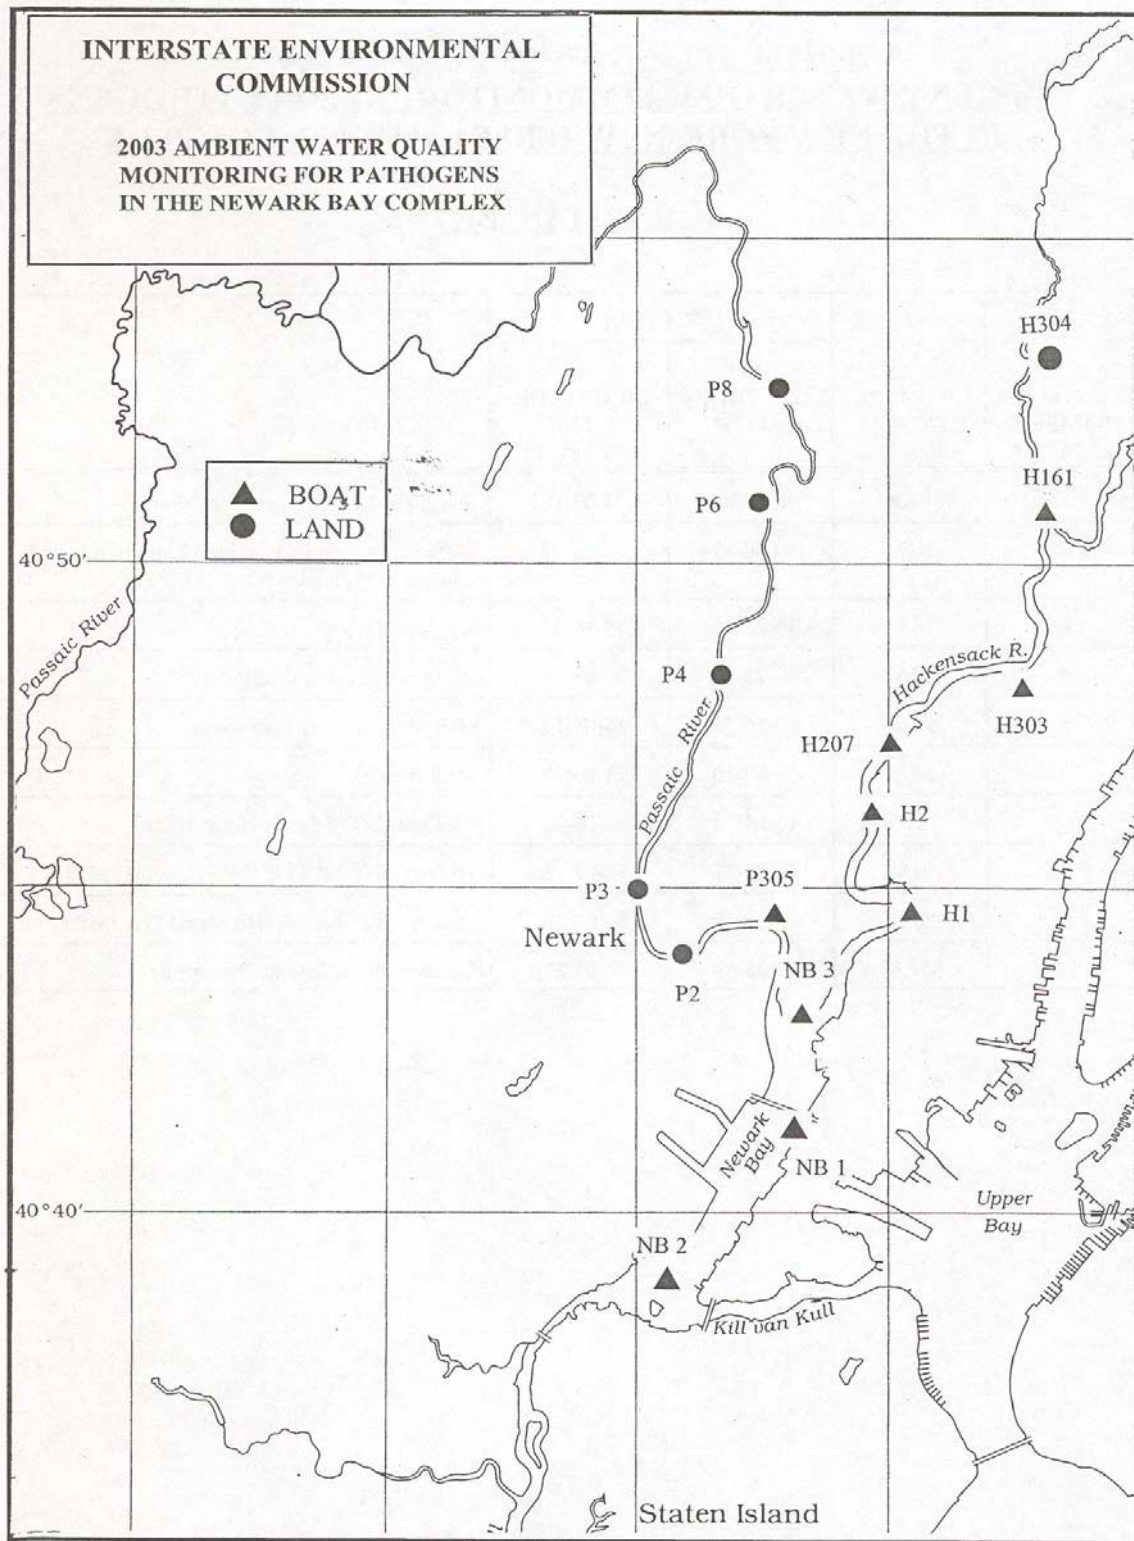 INTERSTATE ENVIRONMENTAL
COMMISSION
2003 AMBIENT WATER QUALITY
MONITORING FOR PATHOGENS
IN THE NEWARK BAY COMPLEX
H304
P8
H161
P6
BOAT
LAND
40°50'
Passaic River
P4
Hackensack R.
H303
H207
Passaic River
H2
P305
P3
H1
Newark
NB 3
P2
Newark
Bay
NB 1
40°40'
Upper
Bay
NB 2
Kill van Kull
Staten Island